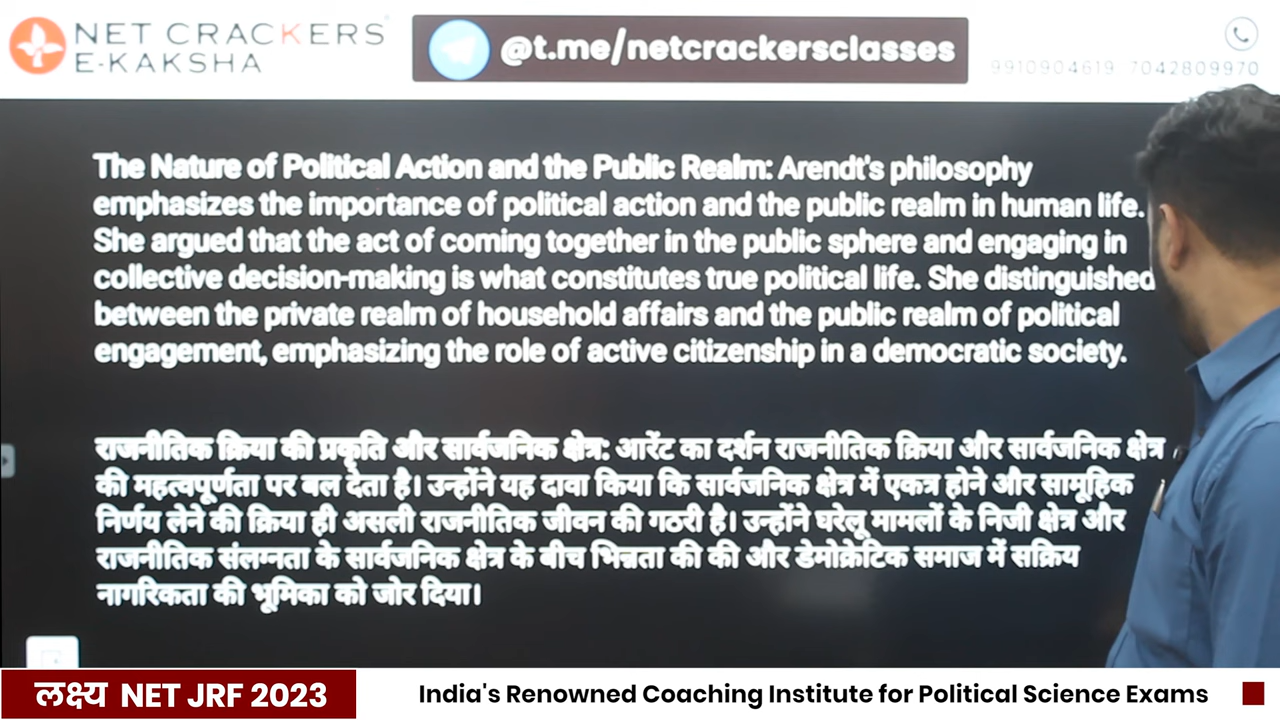 NET CRACKERS
E-KAKSHA
@t.me/netcrackersclasses
9910904619 7042809970
The Nature of Political Action and the Public Realm: Arendt's philosophy
emphasizes the importance of political action and the public realm in human life.
She argued that the act of coming together in the public sphere and engaging in
collective decision-making is what constitutes true political life. She distinguished
between the private realm of household affairs and the public realm of political
engagement, emphasizing the role of active citizenship in a democratic society.
राजनीतिक क्रिया की प्रकृति और सार्वजनिक क्षेत्र: आरेंट का दर्शन राजनीतिक क्रिया और सार्वजनिक क्षेत्र
की महत्वपूर्णता पर बल देता है। उन्होंने यह दावा किया कि सार्वजनिक क्षेत्र में एकत्र होने और सामूहिक
निर्णय लेने की क्रिया ही असली राजनीतिक जीवन की गठरी है। उन्होंने घरेलू मामलों के निजी क्षेत्र और
राजनीतिक संलग्नता के सार्वजनिक क्षेत्र के बीच भिन्नता की की और डेमोक्रेटिक समाज में सक्रिय
नागरिकता की भूमिका को जोर दिया।
लक्ष्य NET JRF 2023
India's Renowned Coaching Institute for Political Science Exams